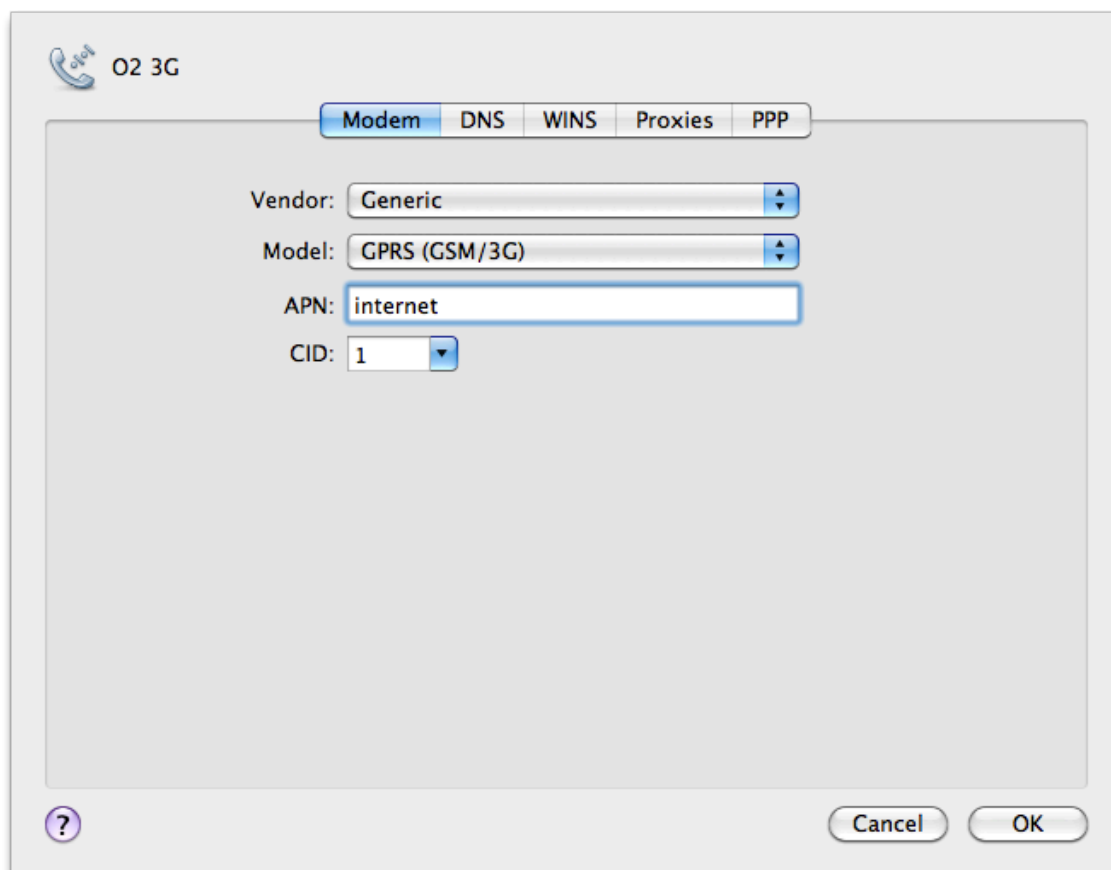 O2 3G
Modem DNS WINS Proxies PPP
Vendor: Generic
Model: GPRS (GSM/3G)
APN: internet
CID: 1
? Cancel OK